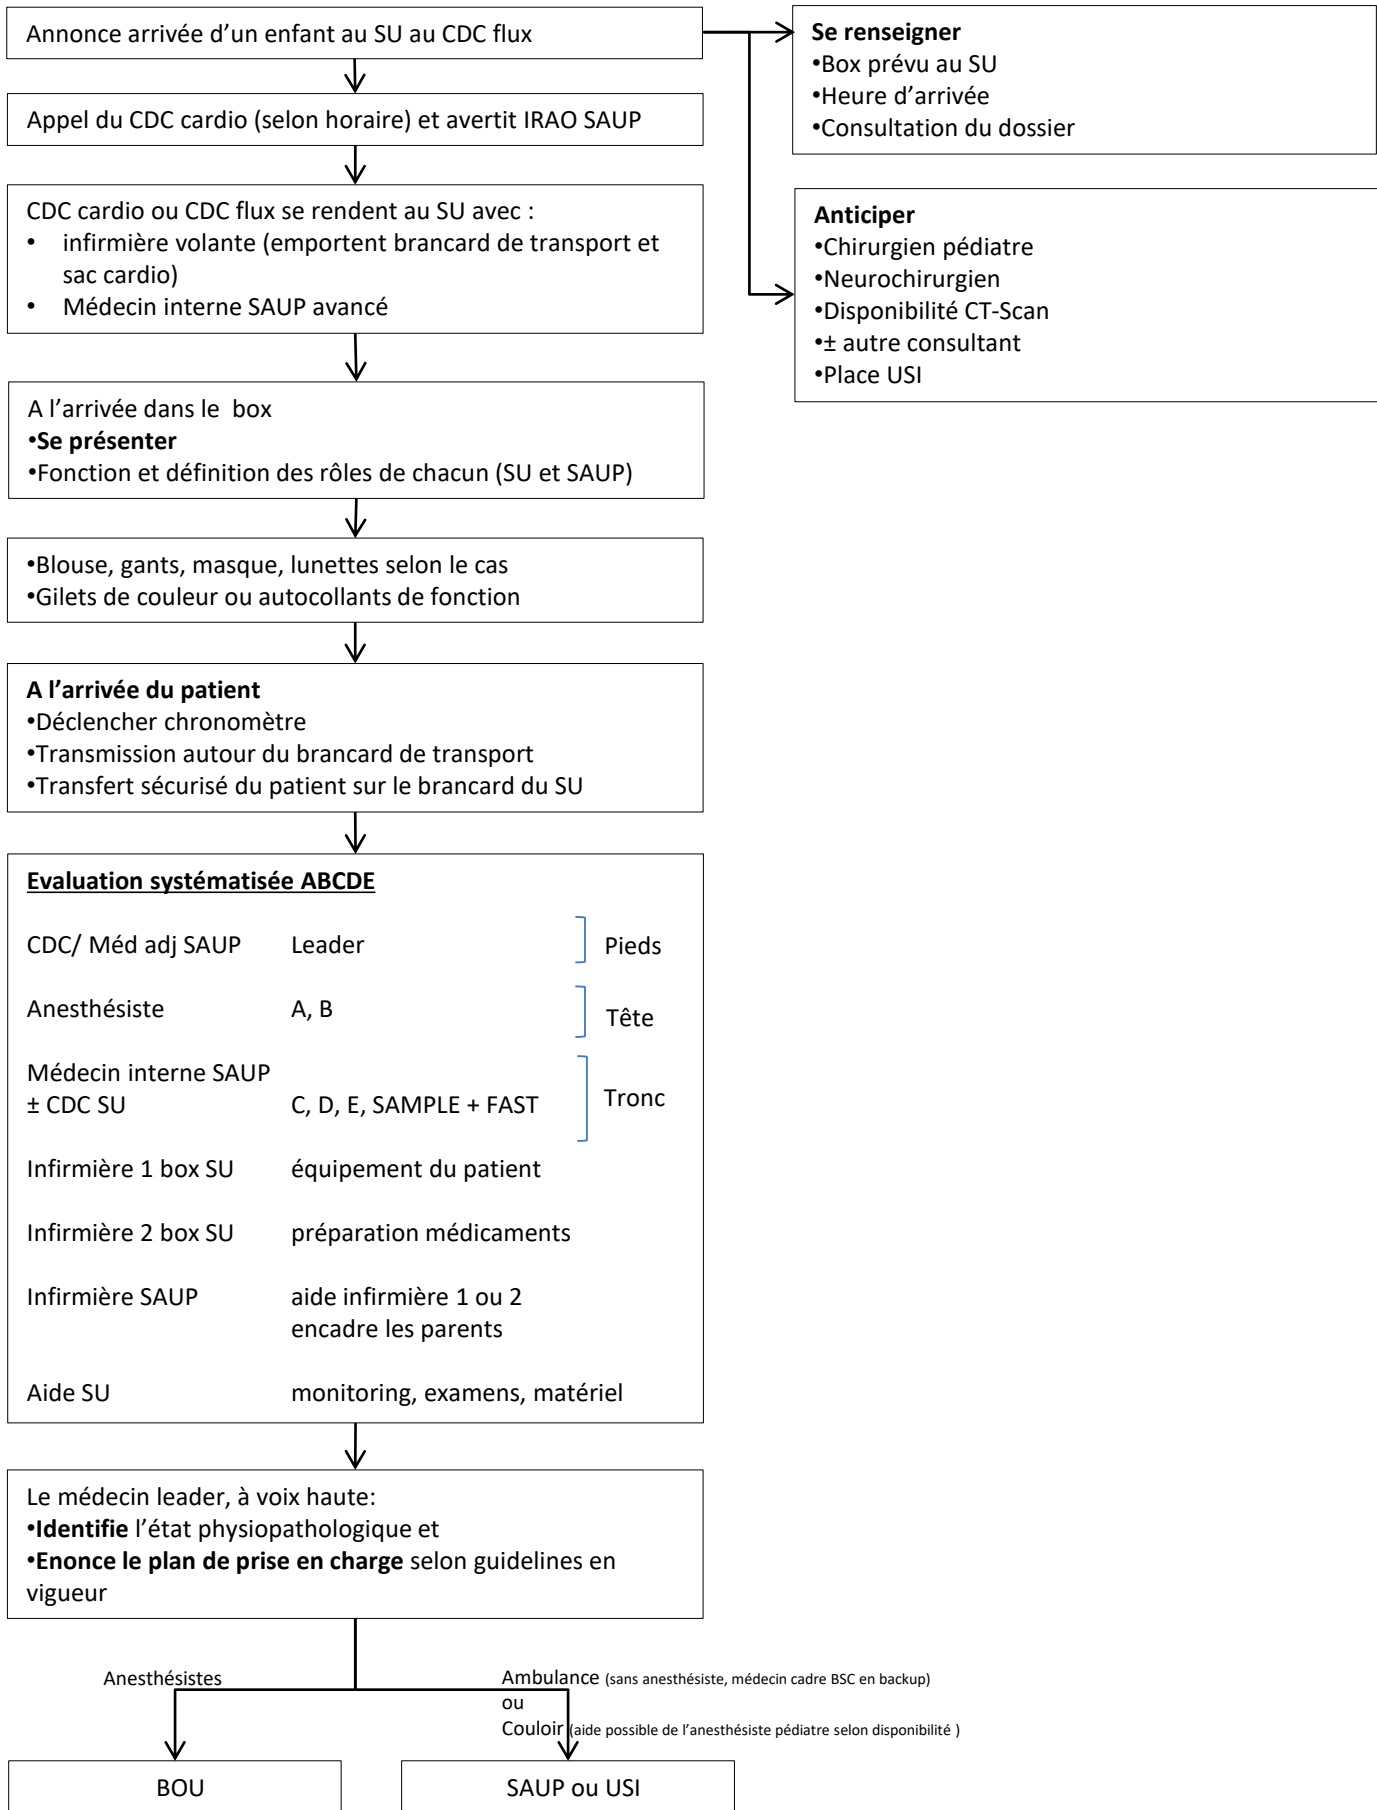 Annonce arrivée d’un enfant au SU au CDC flux
Se renseigner
•Box prévu au SU
•Heure d’arrivée
•Consultation du dossier
Appel du CDC cardio (selon horaire) et avertit IRAO SAUP
CDC cardio ou CDC flux se rendent au SU avec :
• infirmière volante (emportent brancard de transport et
sac cardio)
• Médecin interne SAUP avancé
Anticiper
•Chirurgien pédiatre
•Neurochirurgien
•Disponibilité CT-Scan
•± autre consultant
•Place USI
A l’arrivée dans le box
•Se présenter
•Fonction et définition des rôles de chacun (SU et SAUP)
•Blouse, gants, masque, lunettes selon le cas
•Gilets de couleur ou autocollants de fonction
A l’arrivée du patient
•Déclencher chronomètre
•Transmission autour du brancard de transport
•Transfert sécurisé du patient sur le brancard du SU
Evaluation systématisée ABCDE
CDC/ Méd adj SAUP Leader Pieds
Anesthésiste A, B Tête
Médecin interne SAUP
± CDC SU C, D, E, SAMPLE + FAST Tronc
Infirmière 1 box SU équipement du patient
Infirmière 2 box SU préparation médicaments
Infirmière SAUP aide infirmière 1 ou 2
encadre les parents
Aide SU monitoring, examens, matériel
Le médecin leader, à voix haute:
•Identifie l’état physiopathologique et
•Enonce le plan de prise en charge selon guidelines en
vigueur
Anesthésistes
Ambulance (sans anesthésiste, médecin cadre BSC en backup)
ou
Couloir (aide possible de l’anesthésiste pédiatre selon disponibilité )
BOU
SAUP ou USI